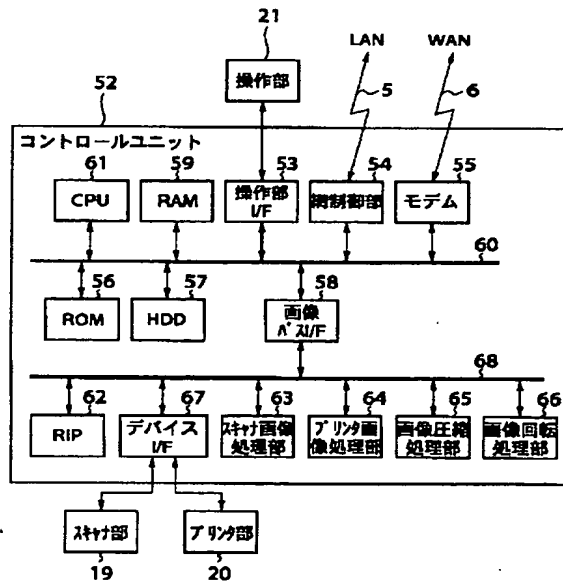 21
LAN
WAN
操作部
5
6
52
コントロールユニット
61
59
53
54
55
CPU
RAM
操作部
I/F
網制御部
モデム
60
56
57
58
ROM
HDD
画像
バスI/F
68
62
67
63
64
65
66
RIP
デバイス
I/F
スキャナ画像
処理部
プリンタ画
像処理部
画像圧縮
処理部
画像回転
処理部
スキャナ部
プリンタ部
19
20